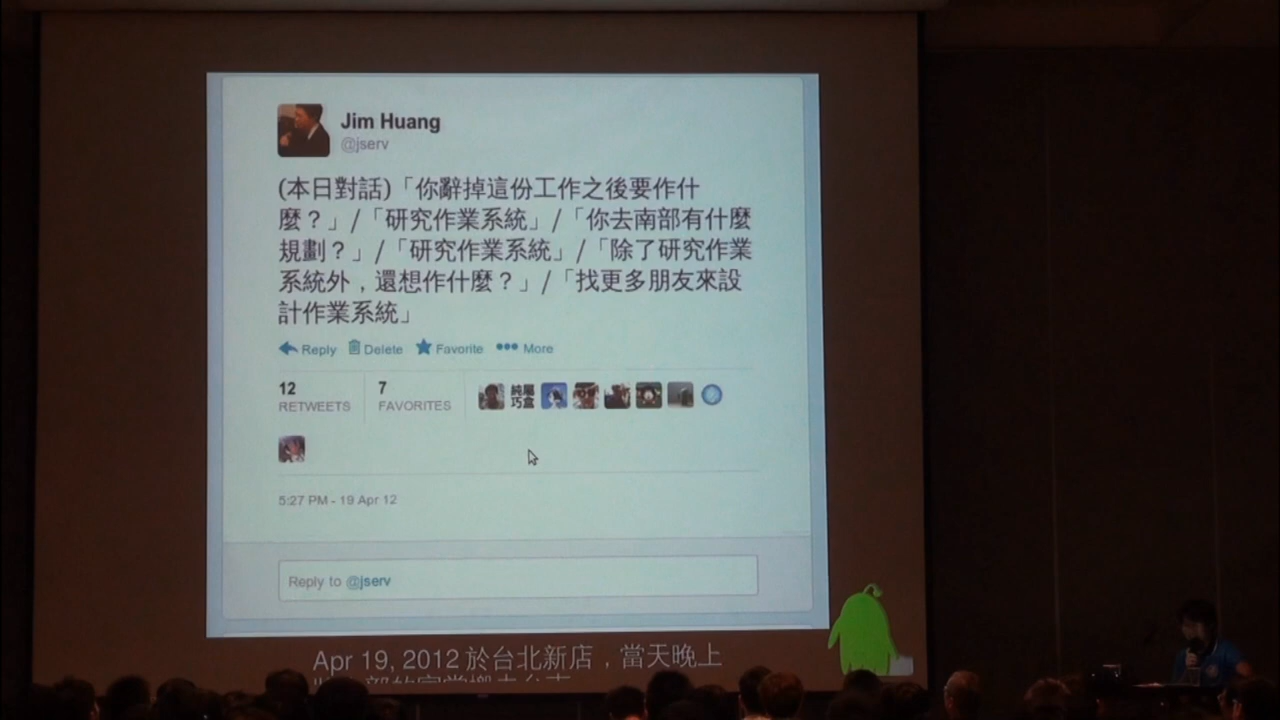 Jim Huang
@jserv
(本日對話)「你辭掉這份工作之後要作什
麼？」/「研究作業系統」/「你去南部有什麼
規劃？」/「研究作業系統」/「除了研究作業
系統外，還想作什麼？」/「找更多朋友來設
計作業系統」
Reply Delete Favorite More
12 7
RETWEETS FAVORITES
純屬
巧盒
5:27 PM - 19 Apr 12
Reply to @jserv
Apr 19, 2012 於台北新店，當天晚上